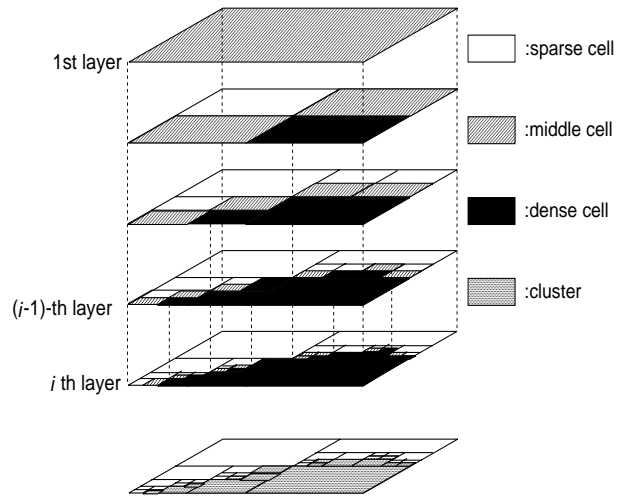 1st layer
:sparse cell
:middle cell
:dense cell
(i-1)-th layer
:cluster
i th layer